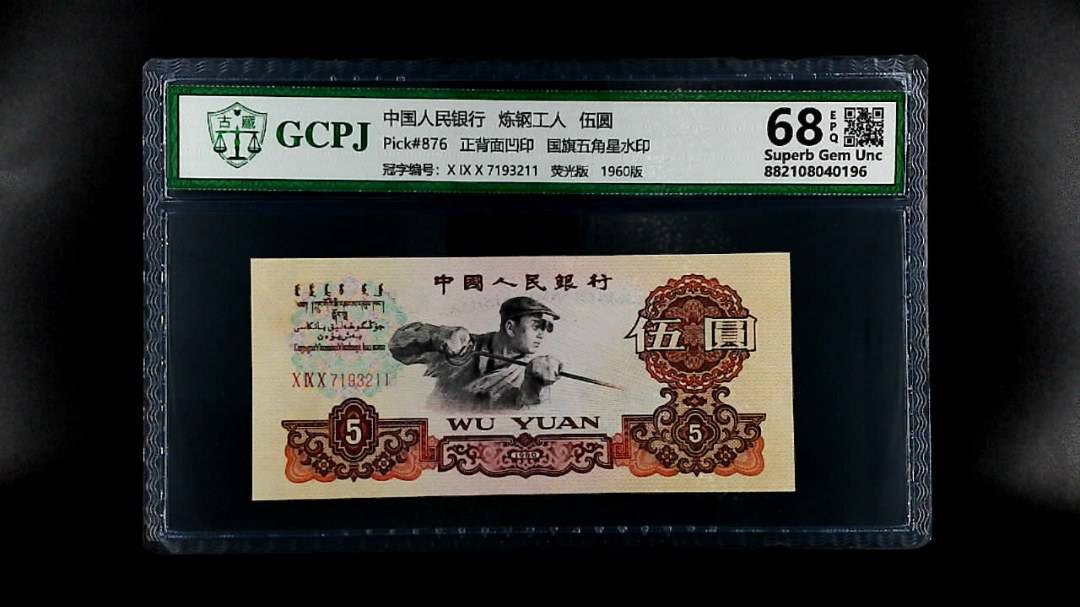 古 藏
GCPJ
中国人民银行 炼钢工人 伍圆
Pick#876 正背面凹印 国旗五角星水印
冠字编号: X IX X 7193211 荧光版 1960版
68 EPQ
Superb Gem Unc
882108040196
中國人民銀行
伍圓
X IX X 7193211
WU YUAN
5
1960
5